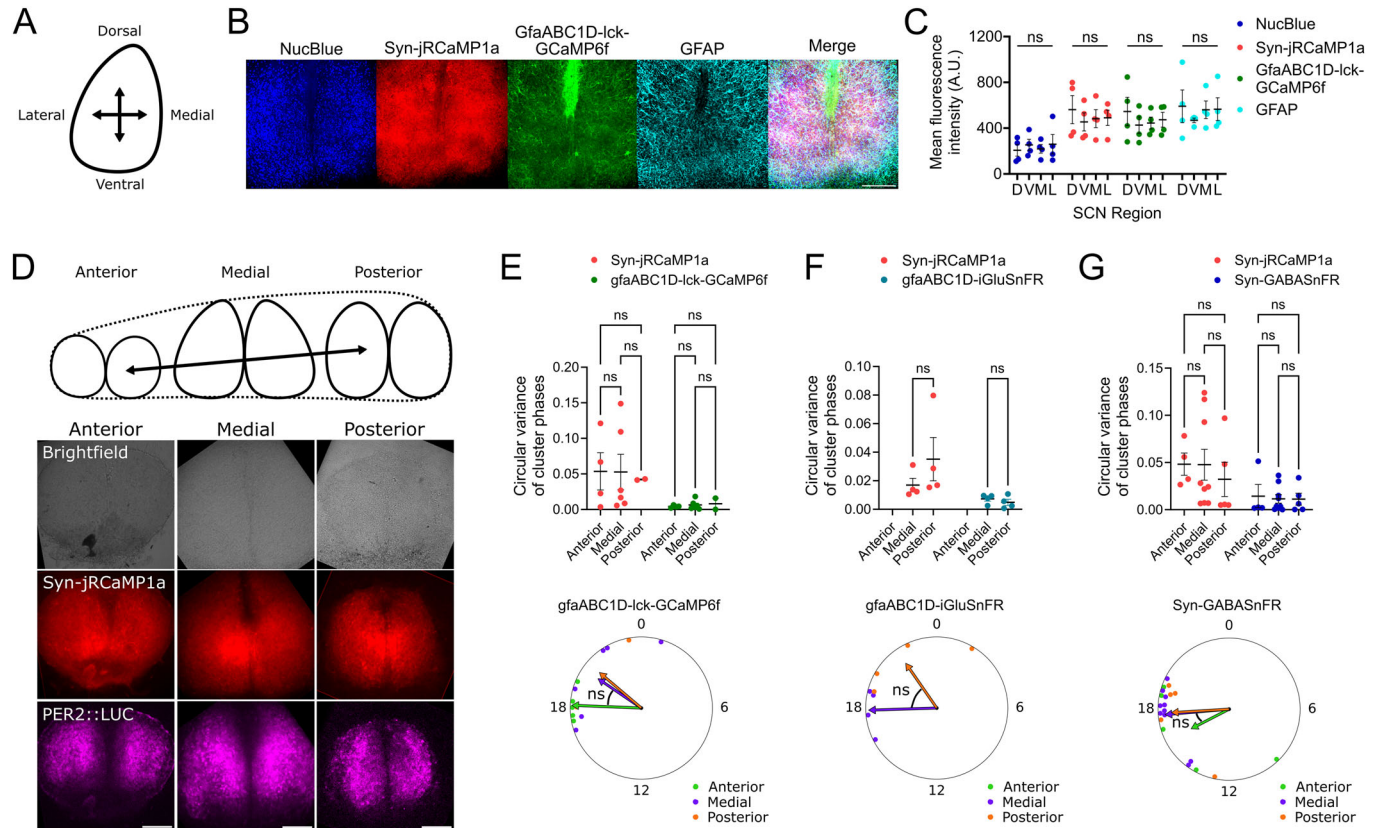 A
Dorsal
Lateral
Medial
Ventral
B
NucBlue
Syn-jRCaMP1a
GfaABC1D-lck-
GCaMP6f
GFAP
Merge
C
Mean fluorescence
intensity (A.U.)
1200
800
400
0
ns
ns
ns
ns
DVML
DVML
DVML
DVML
SCN Region
NucBlue
Syn-jRCaMP1a
GfaABC1D-lck-
GCaMP6f
GFAP
D
Anterior
Medial
Posterior
Anterior
Medial
Posterior
Brightfield
Syn-jRCaMP1a
PER2::LUC
E
Syn-jRCaMP1a
gfaABC1D-lck-GCaMP6f
Circular variance
of cluster phases
0.20
0.15
0.10
0.05
0.00
ns
ns
ns
ns
ns
ns
Anterior
Medial
Posterior
Anterior
Medial
Posterior
gfaABC1D-lck-GCaMP6f
0
18
6
12
ns
Anterior
Medial
Posterior
F
Syn-jRCaMP1a
gfaABC1D-iGluSnFR
Circular variance
of cluster phases
0.10
0.08
0.06
0.04
0.02
0.00
ns
ns
Anterior
Medial
Posterior
Anterior
Medial
Posterior
gfaABC1D-iGluSnFR
0
18
6
12
ns
Anterior
Medial
Posterior
G
Syn-jRCaMP1a
Syn-GABASnFR
Circular variance
of cluster phases
0.15
0.10
0.05
0.00
ns
ns
ns
ns
ns
ns
Anterior
Medial
Posterior
Anterior
Medial
Posterior
Syn-GABASnFR
0
18
6
12
ns
Anterior
Medial
Posterior